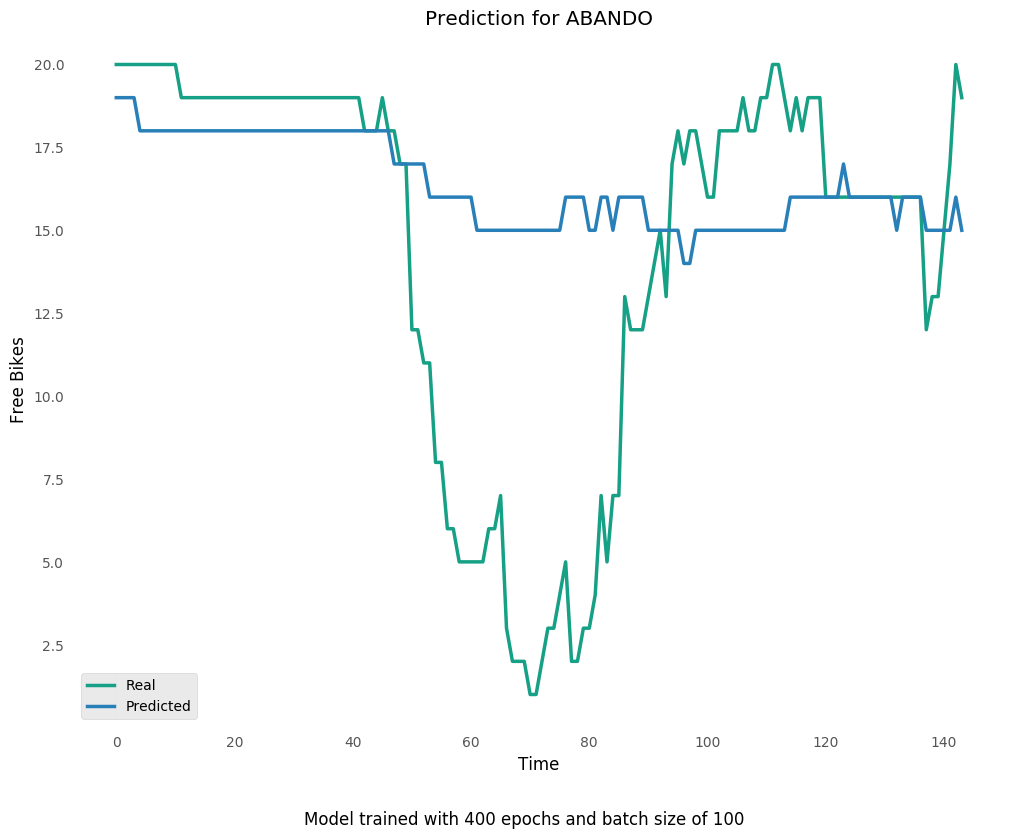 Prediction for ABANDO
20.0
17.5
15.0
12.5
10.0
7.5
5.0
2.5
Free Bikes
Real
Predicted
0 20 40 60 80 100 120 140
Time
Model trained with 400 epochs and batch size of 100